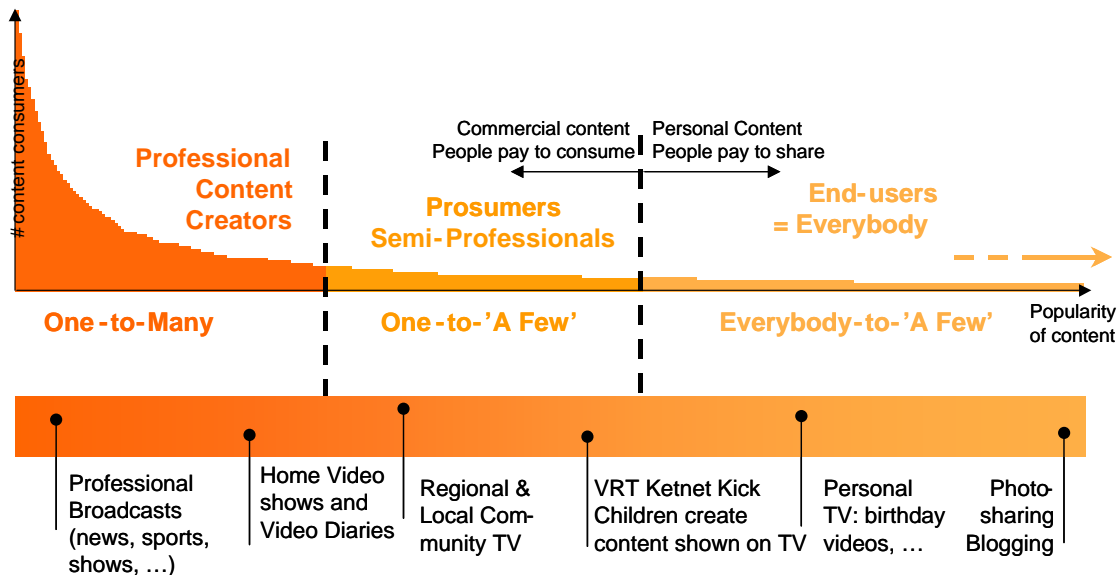 # content consumers
Commercial content
People pay to consume
Personal Content
People pay to share
Professional
Content
Creators
Prosumers
Semi-Professionals
End-users
= Everybody
One-to-Many
One-to-’A Few’
Everybody-to-’A Few’
Popularity
of content
Professional
Broadcasts
(news, sports,
shows, …)
Home Video
shows and
Video Diaries
Regional &
Local Com-
munity TV
VRT Ketnet Kick
Children create
content shown on TV
Personal
TV: birthday
videos, …
Photo-
sharing
Blogging